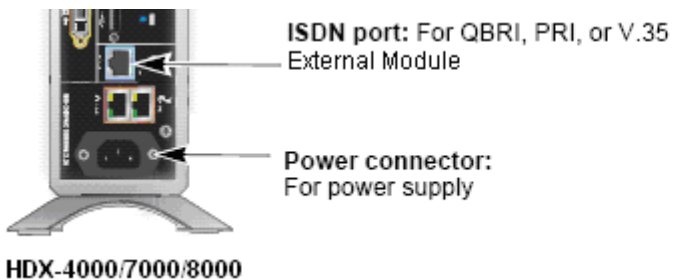 ISDN port: For QBRI, PRI, or V.35
External Module
Power connector:
For power supply
HDX-4000/7000/8000